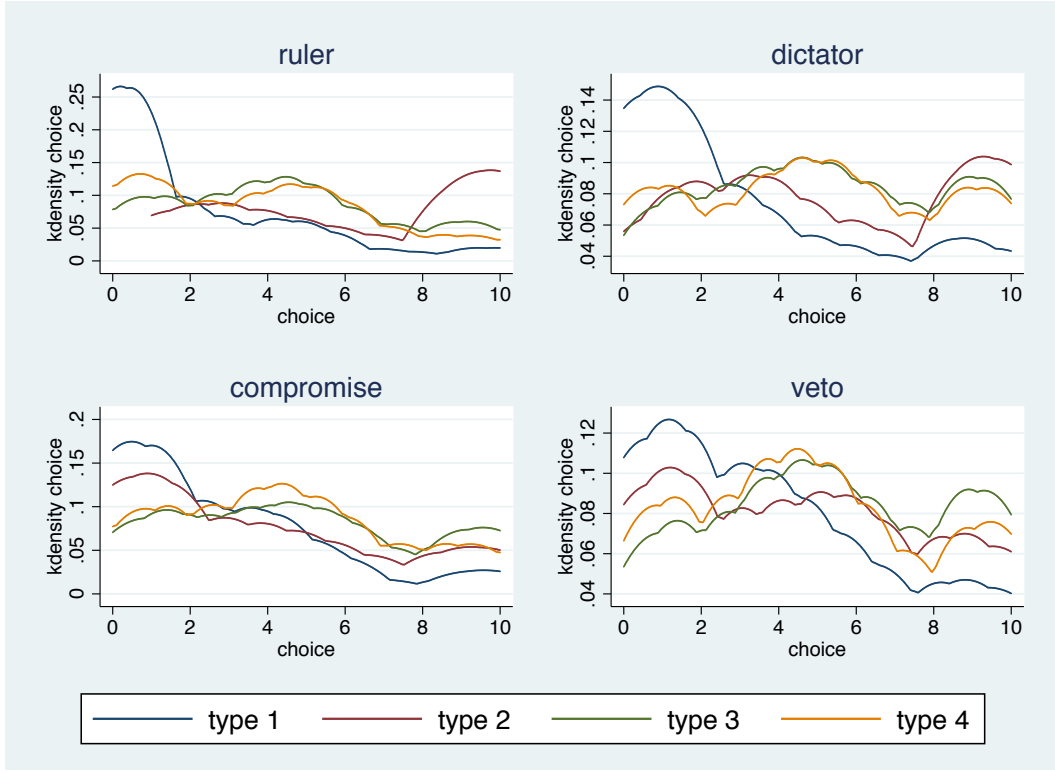 ruler
kdensity choice
0 .05 .1 .15 .2 .25
0 2 4 6 8 10
choice
dictator
kdensity choice
.04 .06 .08 .1 .12 .14
0 2 4 6 8 10
choice
compromise
kdensity choice
0 .05 .1 .15 .2
0 2 4 6 8 10
choice
veto
kdensity choice
.04 .06 .08 .1 .12
0 2 4 6 8 10
choice
type 1 type 2 type 3 type 4